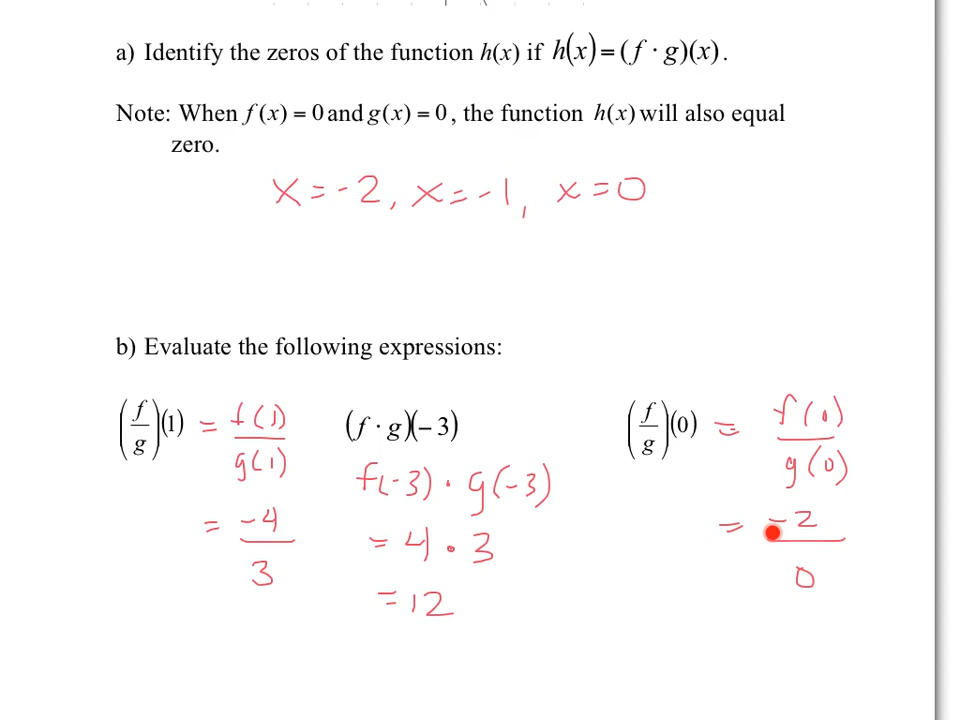 a) Identify the zeros of the function h(x) if h(x) = (f · g)(x).
Note: When f(x) = 0 and g(x) = 0, the function h(x) will also equal
zero.
x = -2, x = -1, x = 0
b) Evaluate the following expressions:
(f/g)(1) = f(1)/g(1)
= -4/3
(f · g)(-3)
f(-3) · g(-3)
= 4 · 3
= 12
(f/g)(0) = f(0)/g(0)
= -2/0